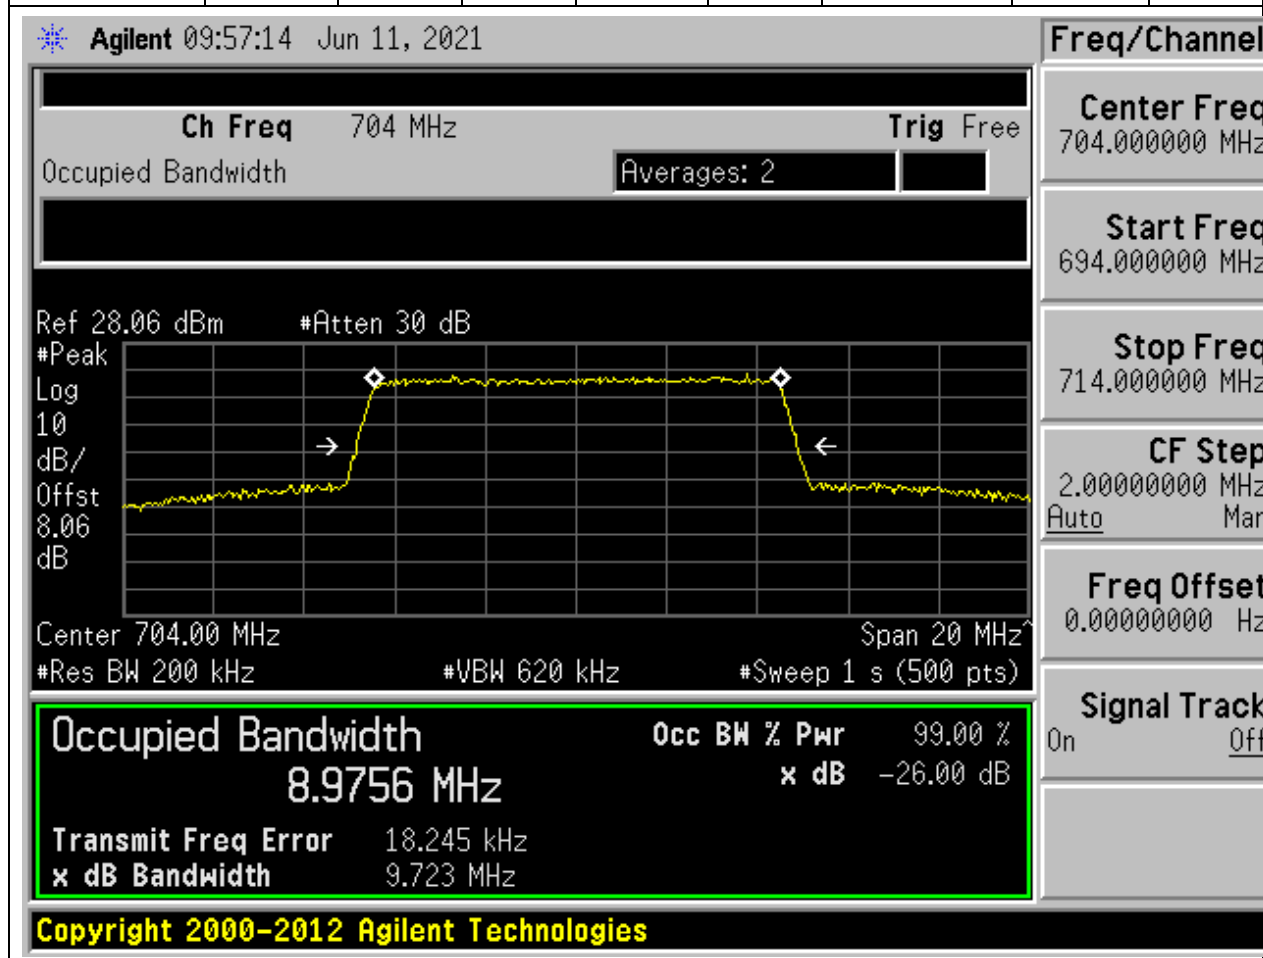 Agilent 09:57:14 Jun 11, 2021
Freq/Channel
Ch Freq 704 MHz Trig Free
Occupied Bandwidth Averages: 2
Center Freq
704.000000 MHz
Start Freq
694.000000 MHz
Stop Freq
714.000000 MHz
CF Step
2.00000000 MHz
Auto Man
Freq Offset
0.00000000 Hz
Signal Track
On Off
Ref 28.06 dBm #Atten 30 dB
#Peak
Log
10
dB/
Offst
8.06
dB
Center 704.00 MHz Span 20 MHz^
#Res BW 200 kHz #VBW 620 kHz #Sweep 1 s (500 pts)
Occupied Bandwidth Occ BW % Pwr 99.00 %
8.9756 MHz x dB -26.00 dB
Transmit Freq Error 18.245 kHz
x dB Bandwidth 9.723 MHz
Copyright 2000-2012 Agilent Technologies